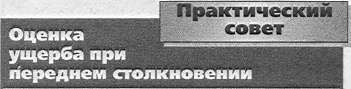 Практический
совет
Оценка
ущерба при
переднем столкновении